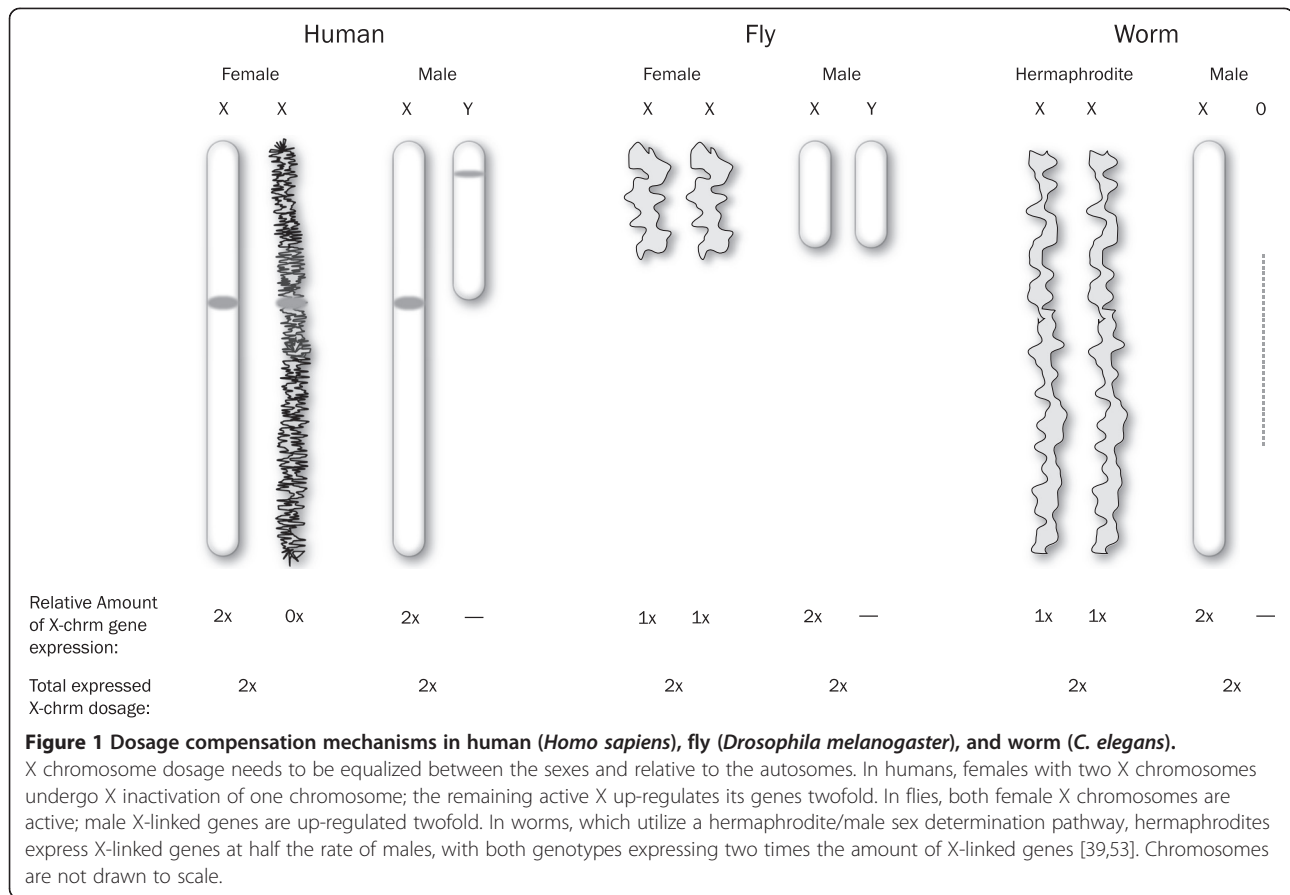 Human Fly Worm
Female Male Female Male Hermaphrodite Male
X X X Y X X X Y X X X O
Relative Amount
of X-chrm gene
expression:
2x 0x 2x — 1x 1x 2x — 1x 1x 2x —
Total expressed
X-chrm dosage:
2x 2x 2x 2x 2x 2x
Figure 1 Dosage compensation mechanisms in human (Homo sapiens), fly (Drosophila melanogaster), and worm (C. elegans).
X chromosome dosage needs to be equalized between the sexes and relative to the autosomes. In humans, females with two X chromosomes
undergo X inactivation of one chromosome; the remaining active X up-regulates its genes twofold. In flies, both female X chromosomes are
active; male X-linked genes are up-regulated twofold. In worms, which utilize a hermaphrodite/male sex determination pathway, hermaphrodites
express X-linked genes at half the rate of males, with both genotypes expressing two times the amount of X-linked genes [39,53]. Chromosomes
are not drawn to scale.